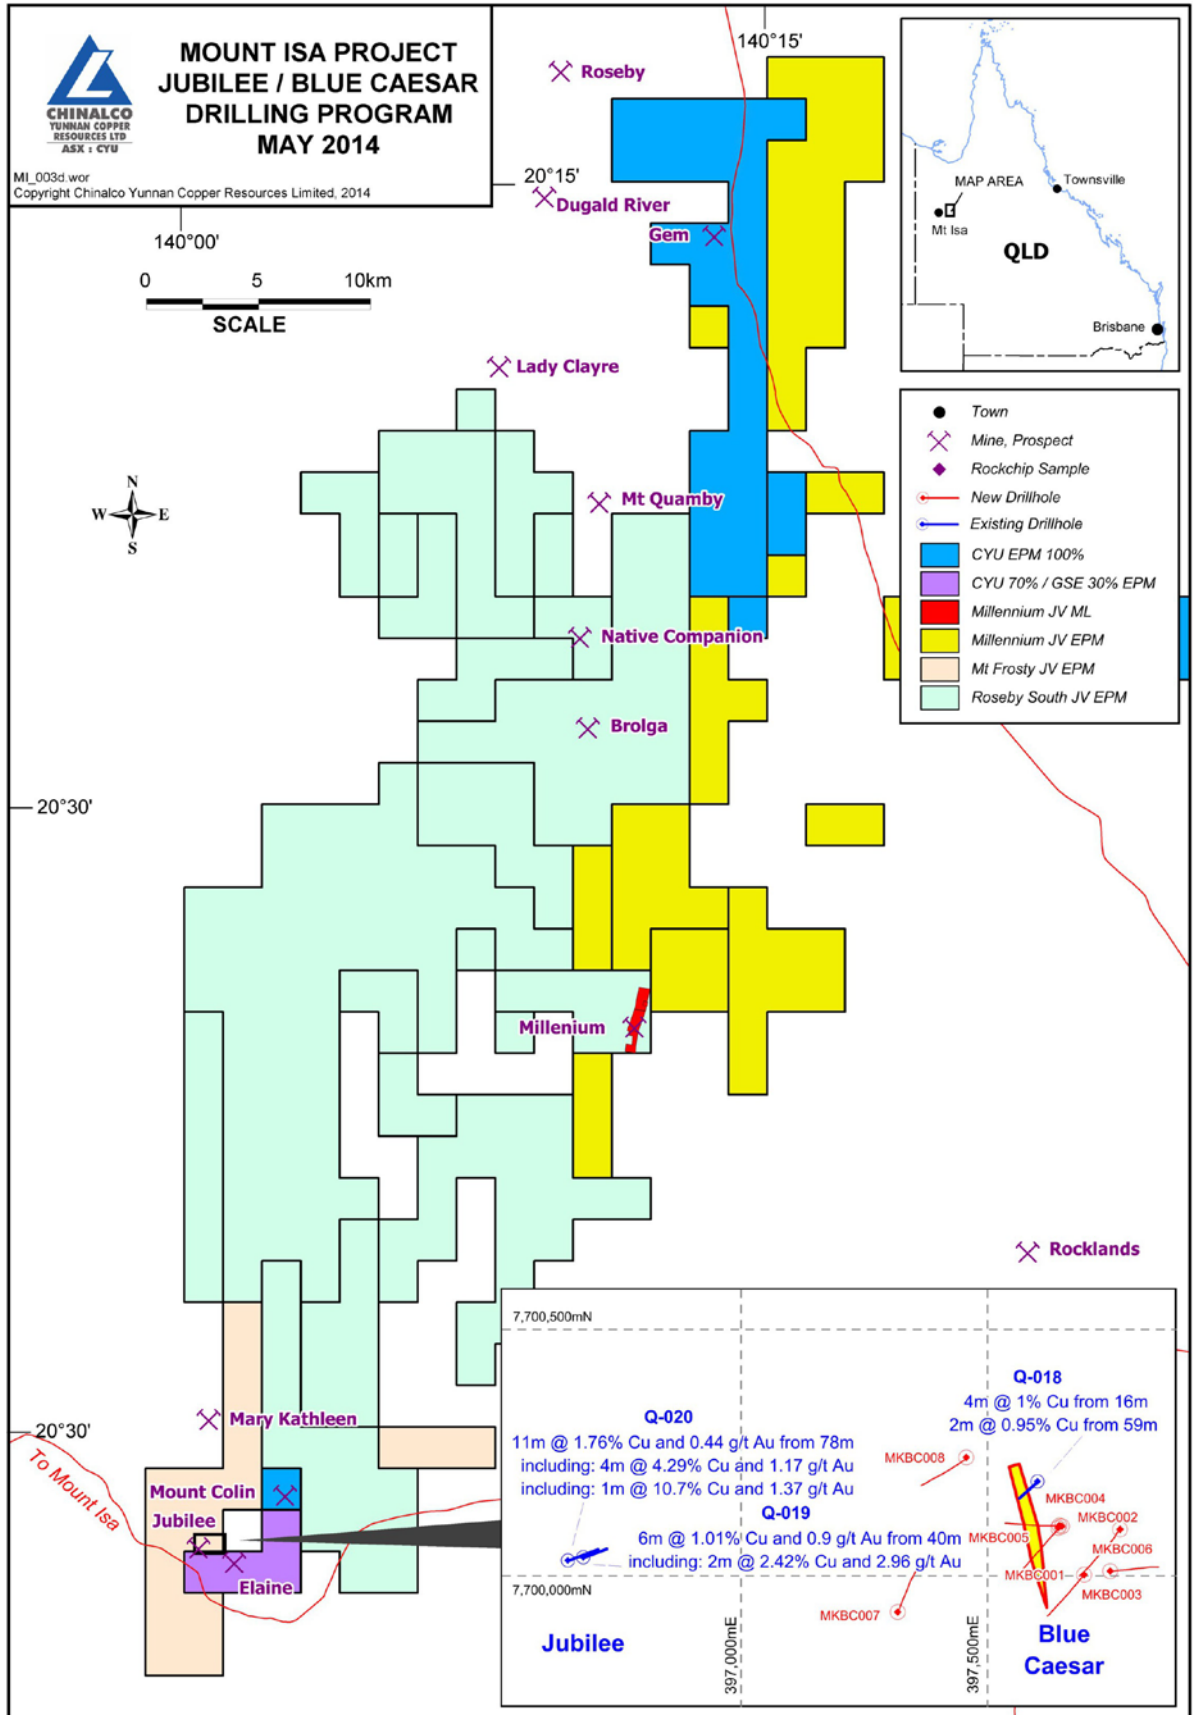 MOUNT ISA PROJECT
JUBILEE / BLUE CAESAR
DRILLING PROGRAM
MAY 2014
CHINALCO
YUNNAN COPPER
RESOURCES LTD
ASX : CYU
MI_003d.wor
Copyright Chinalco Yunnan Copper Resources Limited, 2014
140°15'
20°15'
140°00'
0 5 10km
SCALE
N
W E
S
Roseby
Dugald River
Gem
Lady Clayre
Mt Quamby
Native Companion
Brolga
20°30'
Millenium
Rocklands
20°30'
Mary Kathleen
To Mount Isa
Mount Colin
Jubilee
Elaine
MAP AREA
Townsville
Mt Isa
QLD
Brisbane
Town
Mine, Prospect
Rockchip Sample
New Drillhole
Existing Drillhole
CYU EPM 100%
CYU 70% / GSE 30% EPM
Millennium JV ML
Millennium JV EPM
Mt Frosty JV EPM
Roseby South JV EPM
7,700,500mN
Q-018
4m @ 1% Cu from 16m
2m @ 0.95% Cu from 59m
Q-020
11m @ 1.76% Cu and 0.44 g/t Au from 78m
including: 4m @ 4.29% Cu and 1.17 g/t Au
including: 1m @ 10.7% Cu and 1.37 g/t Au
Q-019
6m @ 1.01% Cu and 0.9 g/t Au from 40m
including: 2m @ 2.42% Cu and 2.96 g/t Au
MKBC008
MKBC004
MKBC002
MKBC005
MKBC006
MKBC001
MKBC003
MKBC007
7,700,000mN
397,000mE
397,500mE
Jubilee
Blue
Caesar